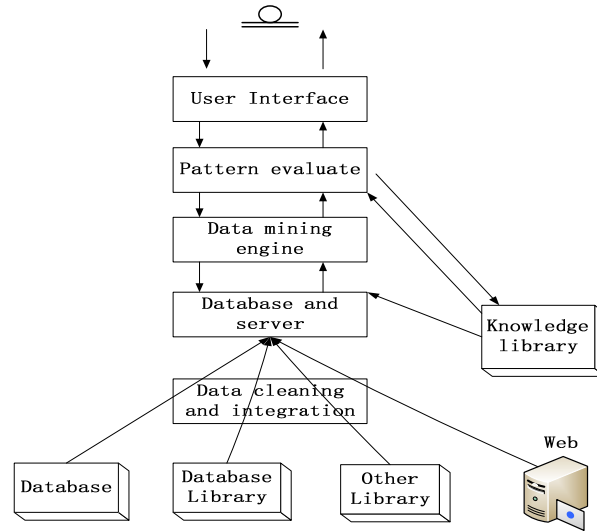 User Interface
Pattern evaluate
Data mining
engine
Database and
server
Knowledge
library
Data cleaning
and integration
Web
Database
Database
Library
Other
Library